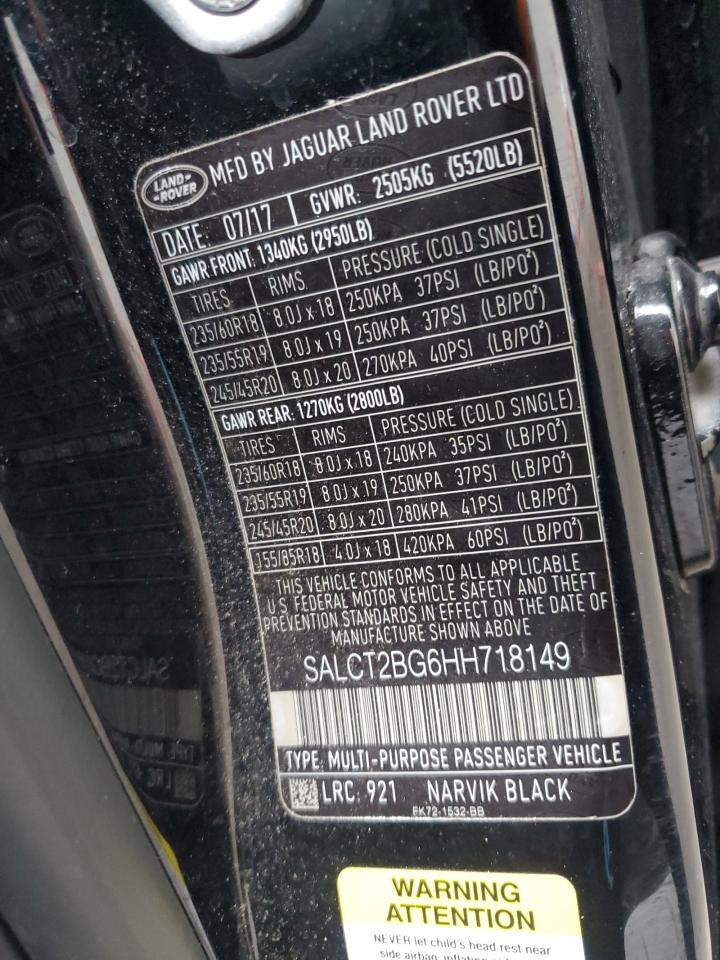 LAND ROVER
MFD BY JAGUAR LAND ROVER LTD
DATE: 07/17 GVWR: 2505KG (5520LB)
GAWR FRONT: 1340KG (2950LB)
TIRES RIMS PRESSURE (COLD SINGLE)
235/60R18 8.0J x 18 250KPA 37PSI (LB/PO²)
235/55R19 8.0J x 19 250KPA 37PSI (LB/PO²)
245/45R20 8.0J x 20 270KPA 40PSI (LB/PO²)
GAWR REAR: 1270KG (2800LB)
TIRES RIMS PRESSURE (COLD SINGLE)
235/60R18 8.0J x 18 240KPA 35PSI (LB/PO²)
235/55R19 8.0J x 19 250KPA 37PSI (LB/PO²)
245/45R20 8.0J x 20 280KPA 41PSI (LB/PO²)
155/85R18 4.0J x 18 420KPA 60PSI (LB/PO²)
THIS VEHICLE CONFORMS TO ALL APPLICABLE
U.S FEDERAL MOTOR VEHICLE SAFETY AND THEFT
PREVENTION STANDARDS IN EFFECT ON THE DATE OF
MANUFACTURE SHOWN ABOVE
SALCT2BG6HH718149
TYPE: MULTI-PURPOSE PASSENGER VEHICLE
LRC: 921 NARVIK BLACK
FK72-1532-BB
WARNING
ATTENTION
NEVER let child's head rest near
side airbag, inflating